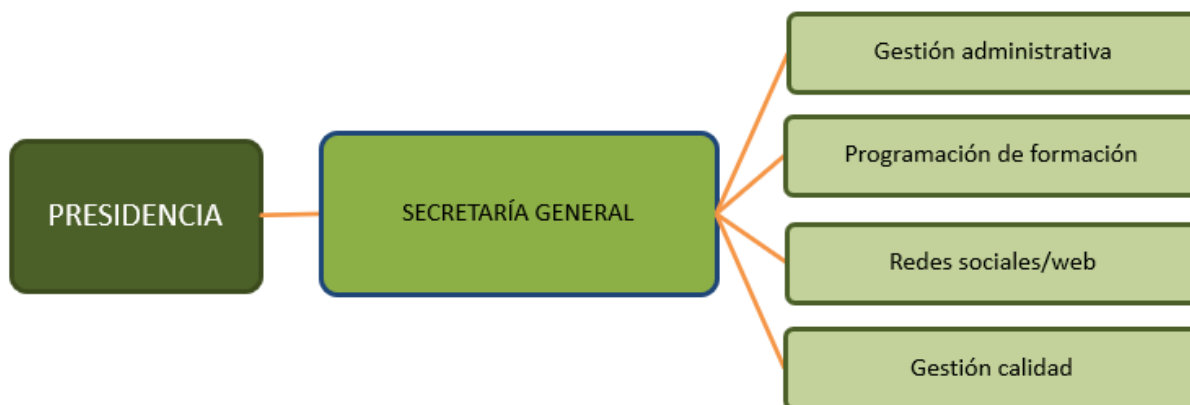 PRESIDENCIA
SECRETARÍA GENERAL
Gestión administrativa
Programación de formación
Redes sociales/web
Gestión calidad